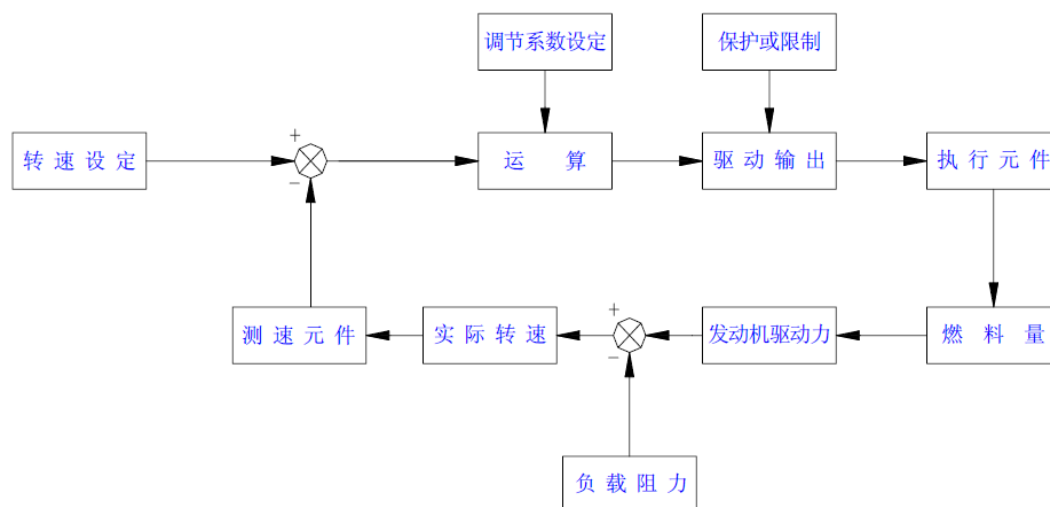 调节系数设定
保护或限制
转速设定
+
−
运算
驱动输出
执行元件
测速元件
实际转速
+
−
发动机驱动力
燃料量
负载阻力